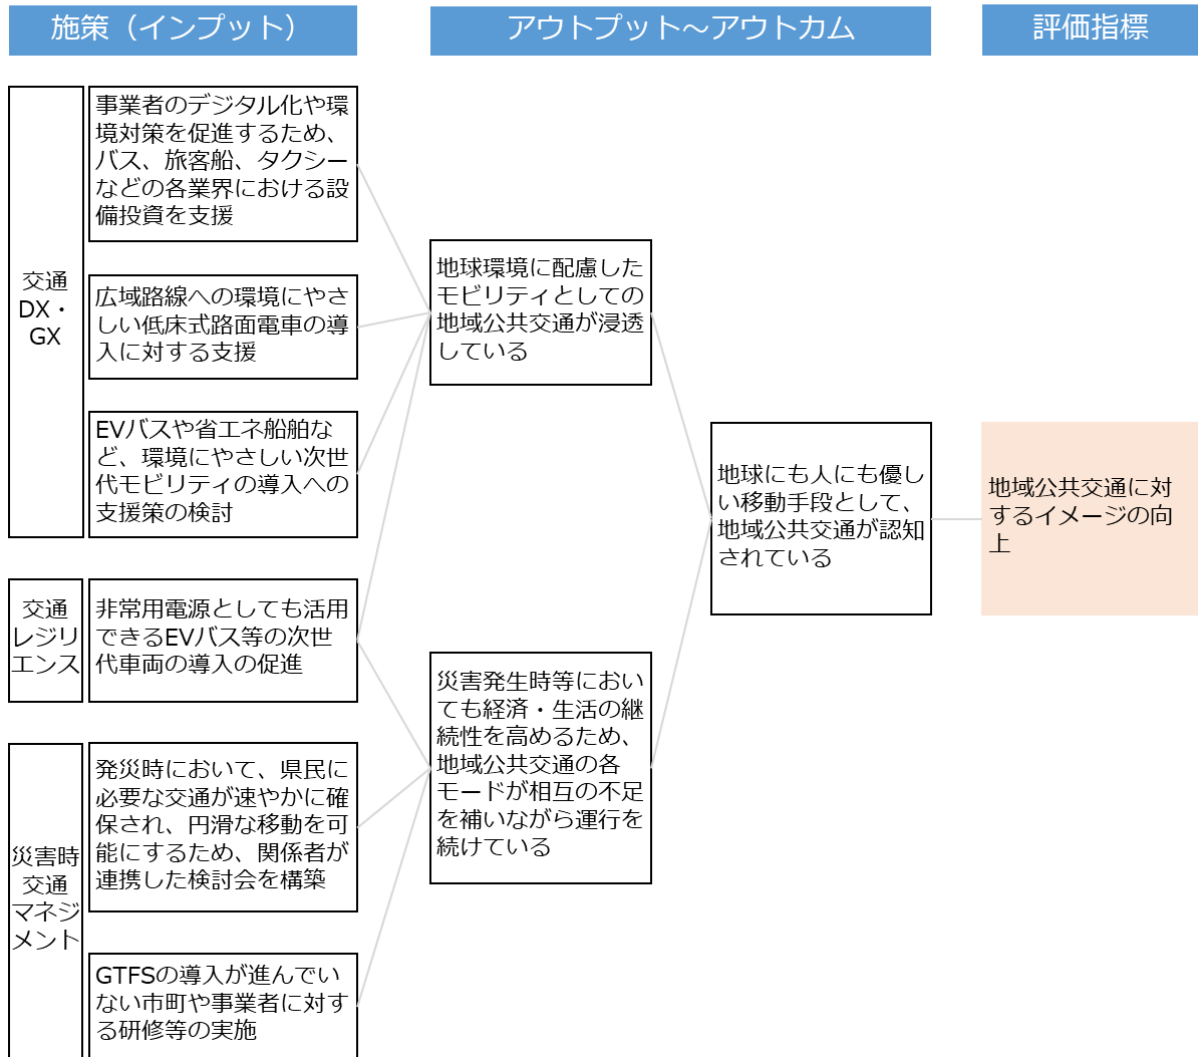 施策（インプット）
アウトプット～アウトカム
評価指標
交通
DX・
GX
事業者のデジタル化や環
境対策を促進するため、
バス、旅客船、タクシー
などの各業界における設
備投資を支援
広域路線への環境にやさ
しい低床式路面電車の導
入に対する支援
EVバスや省エネ船舶な
ど、環境にやさしい次世
代モビリティの導入への
支援策の検討
交通
レジリ
エンス
非常用電源としても活用
できるEVバス等の次世
代車両の導入の促進
災害時
交通
マネジ
メント
発災時において、県民に
必要な交通が速やかに確
保され、円滑な移動を可
能にするため、関係者が
連携した検討会を構築
GTFSの導入が進んでい
ない市町や事業者に対す
る研修等の実施
地球環境に配慮した
モビリティとしての
地域公共交通が浸透
している
災害発生時等におい
ても経済・生活の継
続性を高めるため、
地域公共交通の各
モードが相互の不足
を補いながら運行を
続けている
地球にも人にも優し
い移動手段として、
地域公共交通が認知
されている
地域公共交通に対
するイメージの向
上